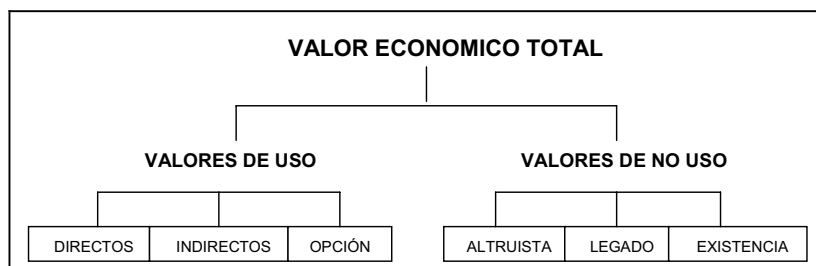 VALOR ECONOMICO TOTAL
VALORES DE USO VALORES DE NO USO
DIRECTOS INDIRECTOS OPCIÓN ALTRUISTA LEGADO EXISTENCIA